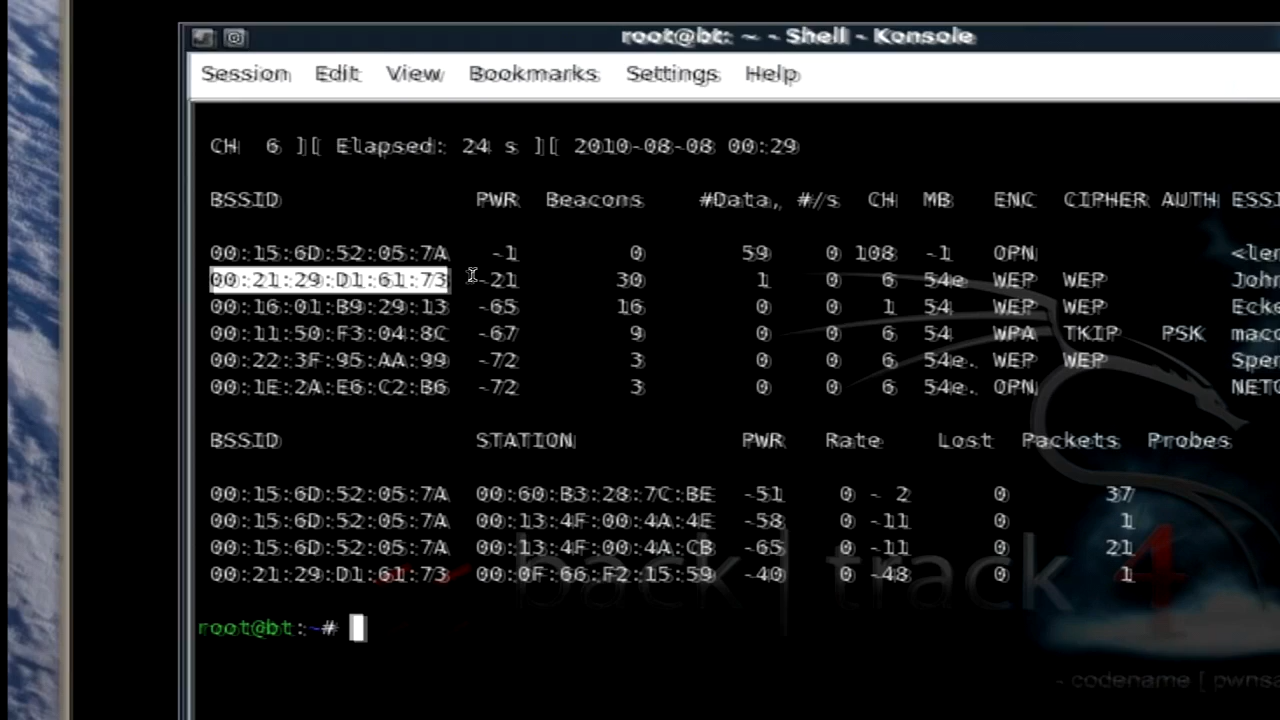 root@bt: ~ - Shell - Konsole
Session Edit View Bookmarks Settings Help
CH 6 ][ Elapsed: 24 s ][ 2010-08-08 00:29
BSSID PWR Beacons #Data, #/s CH MB ENC CIPHER AUTH ESSI
00:15:6D:52:05:7A -1 0 59 0 108 -1 OPN <len
00:21:29:D1:61:73 -21 30 1 0 6 54e WEP WEP John
00:16:01:B9:29:13 -65 16 0 0 1 54 WEP WEP Ecke
00:11:50:F3:04:8C -67 9 0 0 6 54 WPA TKIP PSK maco
00:22:3F:95:AA:99 -72 3 0 0 6 54e. WEP WEP Spen
00:1E:2A:E6:C2:B6 -72 3 0 0 6 54e. OPN NETG
BSSID STATION PWR Rate Lost Packets Probes
00:15:6D:52:05:7A 00:60:B3:28:7C:BE -51 0 - 2 0 37
00:15:6D:52:05:7A 00:13:4F:00:4A:4E -58 0 -11 0 1
00:15:6D:52:05:7A 00:13:4F:00:4A:CB -65 0 -11 0 21
00:21:29:D1:61:73 00:0F:66:F2:15:59 -40 0 -48 0 1
back | track 4
root@bt:~#
- codename [ pwnsa